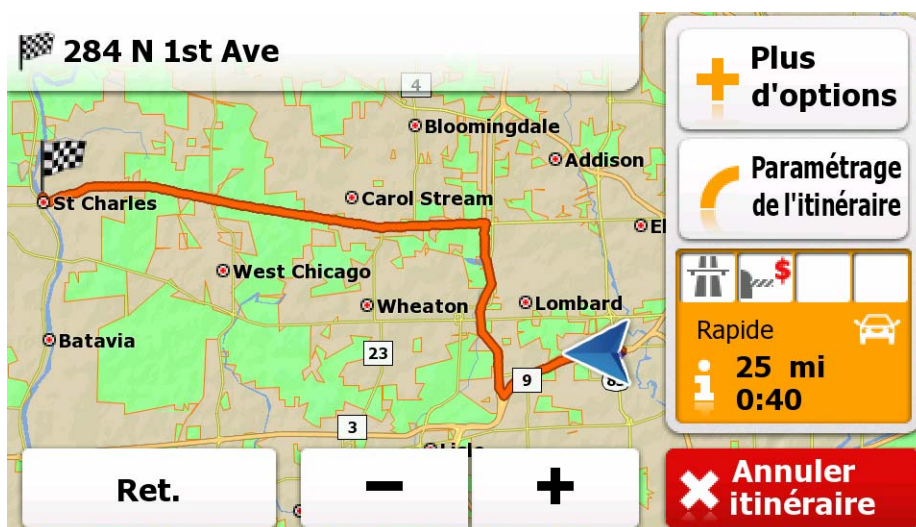 284 N 1st Ave
Plus
d'options
4
Bloomingdale
Addison
Paramétrage
de l'itinéraire
St Charles
Carol Stream
West Chicago
$
Wheaton
Lombard
Rapide
Batavia
23
9
25 mi
0:40
3
Lisle
Ret.
−
+
Annuler
itinéraire